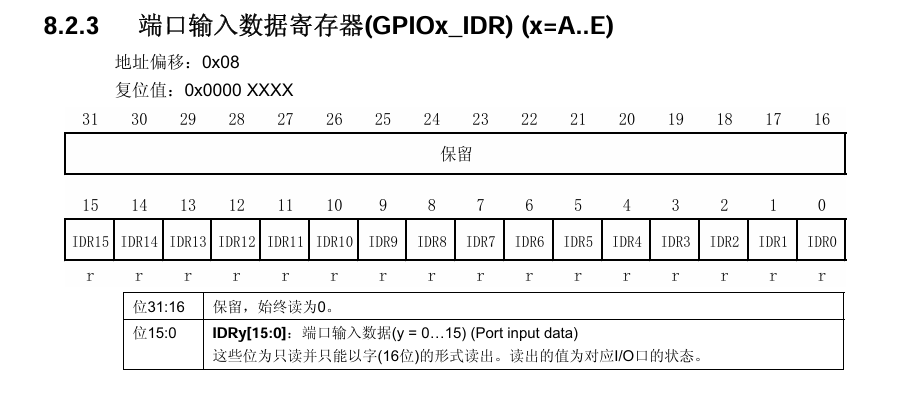 8.2.3 端口输入数据寄存器(GPIOx_IDR) (x=A..E)
地址偏移：0x08
复位值：0x0000 XXXX
31 30 29 28 27 26 25 24 23 22 21 20 19 18 17 16
保留
15 14 13 12 11 10 9 8 7 6 5 4 3 2 1 0
IDR15 IDR14 IDR13 IDR12 IDR11 IDR10 IDR9 IDR8 IDR7 IDR6 IDR5 IDR4 IDR3 IDR2 IDR1 IDR0
r r r r r r r r r r r r r r r r
位31:16 保留，始终读为0。
位15:0 IDRy[15:0]：端口输入数据(y = 0…15) (Port input data)
这些位为只读并只能以字(16位)的形式读出。读出的值为对应I/O口的状态。